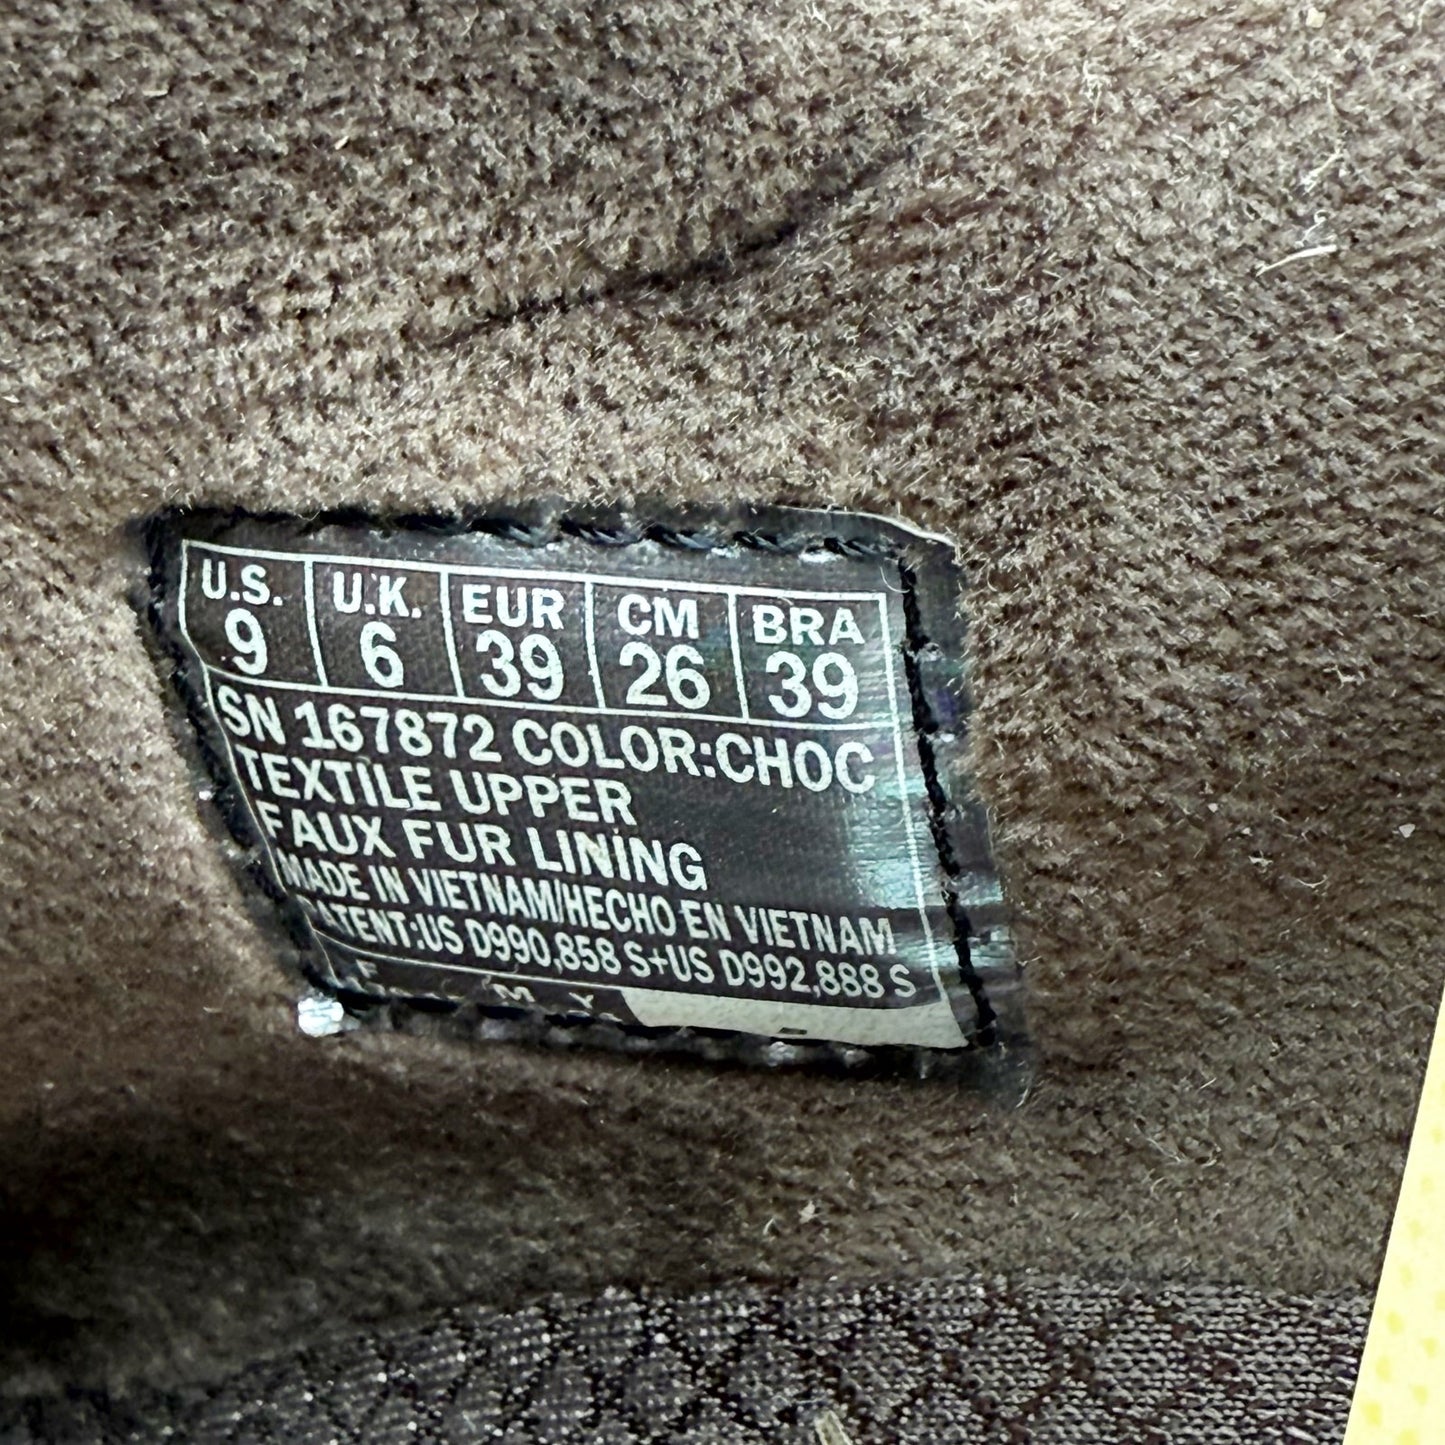 U.S. U.K. EUR CM BRA
9 6 39 26 39
SN 167872 COLOR:CHOC
TEXTILE UPPER
FAUX FUR LINING
MADE IN VIETNAM/HECHO EN VIETNAM
PATENT:US D990,858 S+US D992,888 S